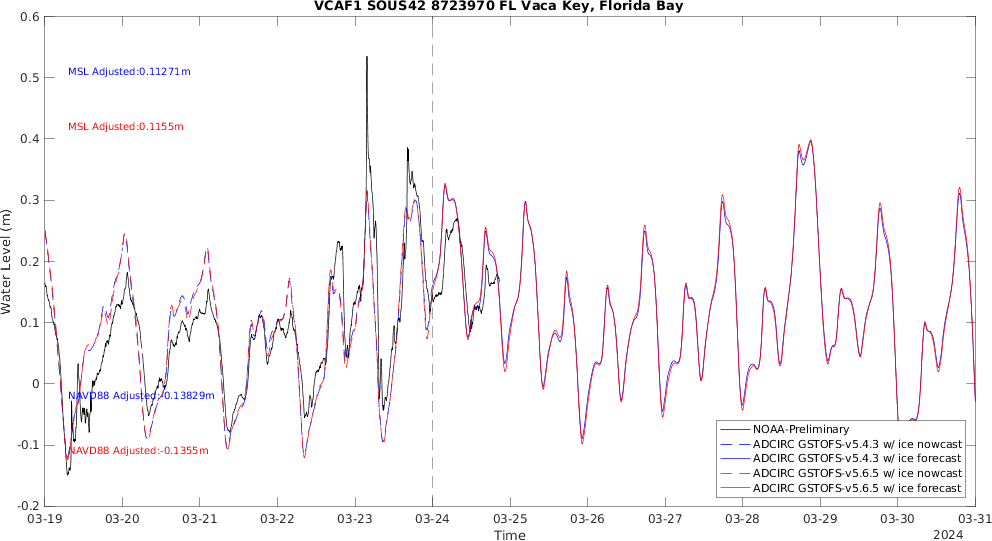 VCAF1 SOUS42 8723970 FL Vaca Key, Florida Bay
0.6
0.5
0.4
0.3
0.2
0.1
0
-0.1
-0.2
Water Level (m)
MSL Adjusted:0.11271m
MSL Adjusted:0.1155m
NAVD88 Adjusted:-0.13829m
NAVD88 Adjusted:-0.1355m
NOAA-Preliminary
ADCIRC GSTOFS-v5.4.3 w/ ice nowcast
ADCIRC GSTOFS-v5.4.3 w/ ice forecast
ADCIRC GSTOFS-v5.6.5 w/ ice nowcast
ADCIRC GSTOFS-v5.6.5 w/ ice forecast
03-19 03-20 03-21 03-22 03-23 03-24 03-25 03-26 03-27 03-28 03-29 03-30 03-31
Time
2024